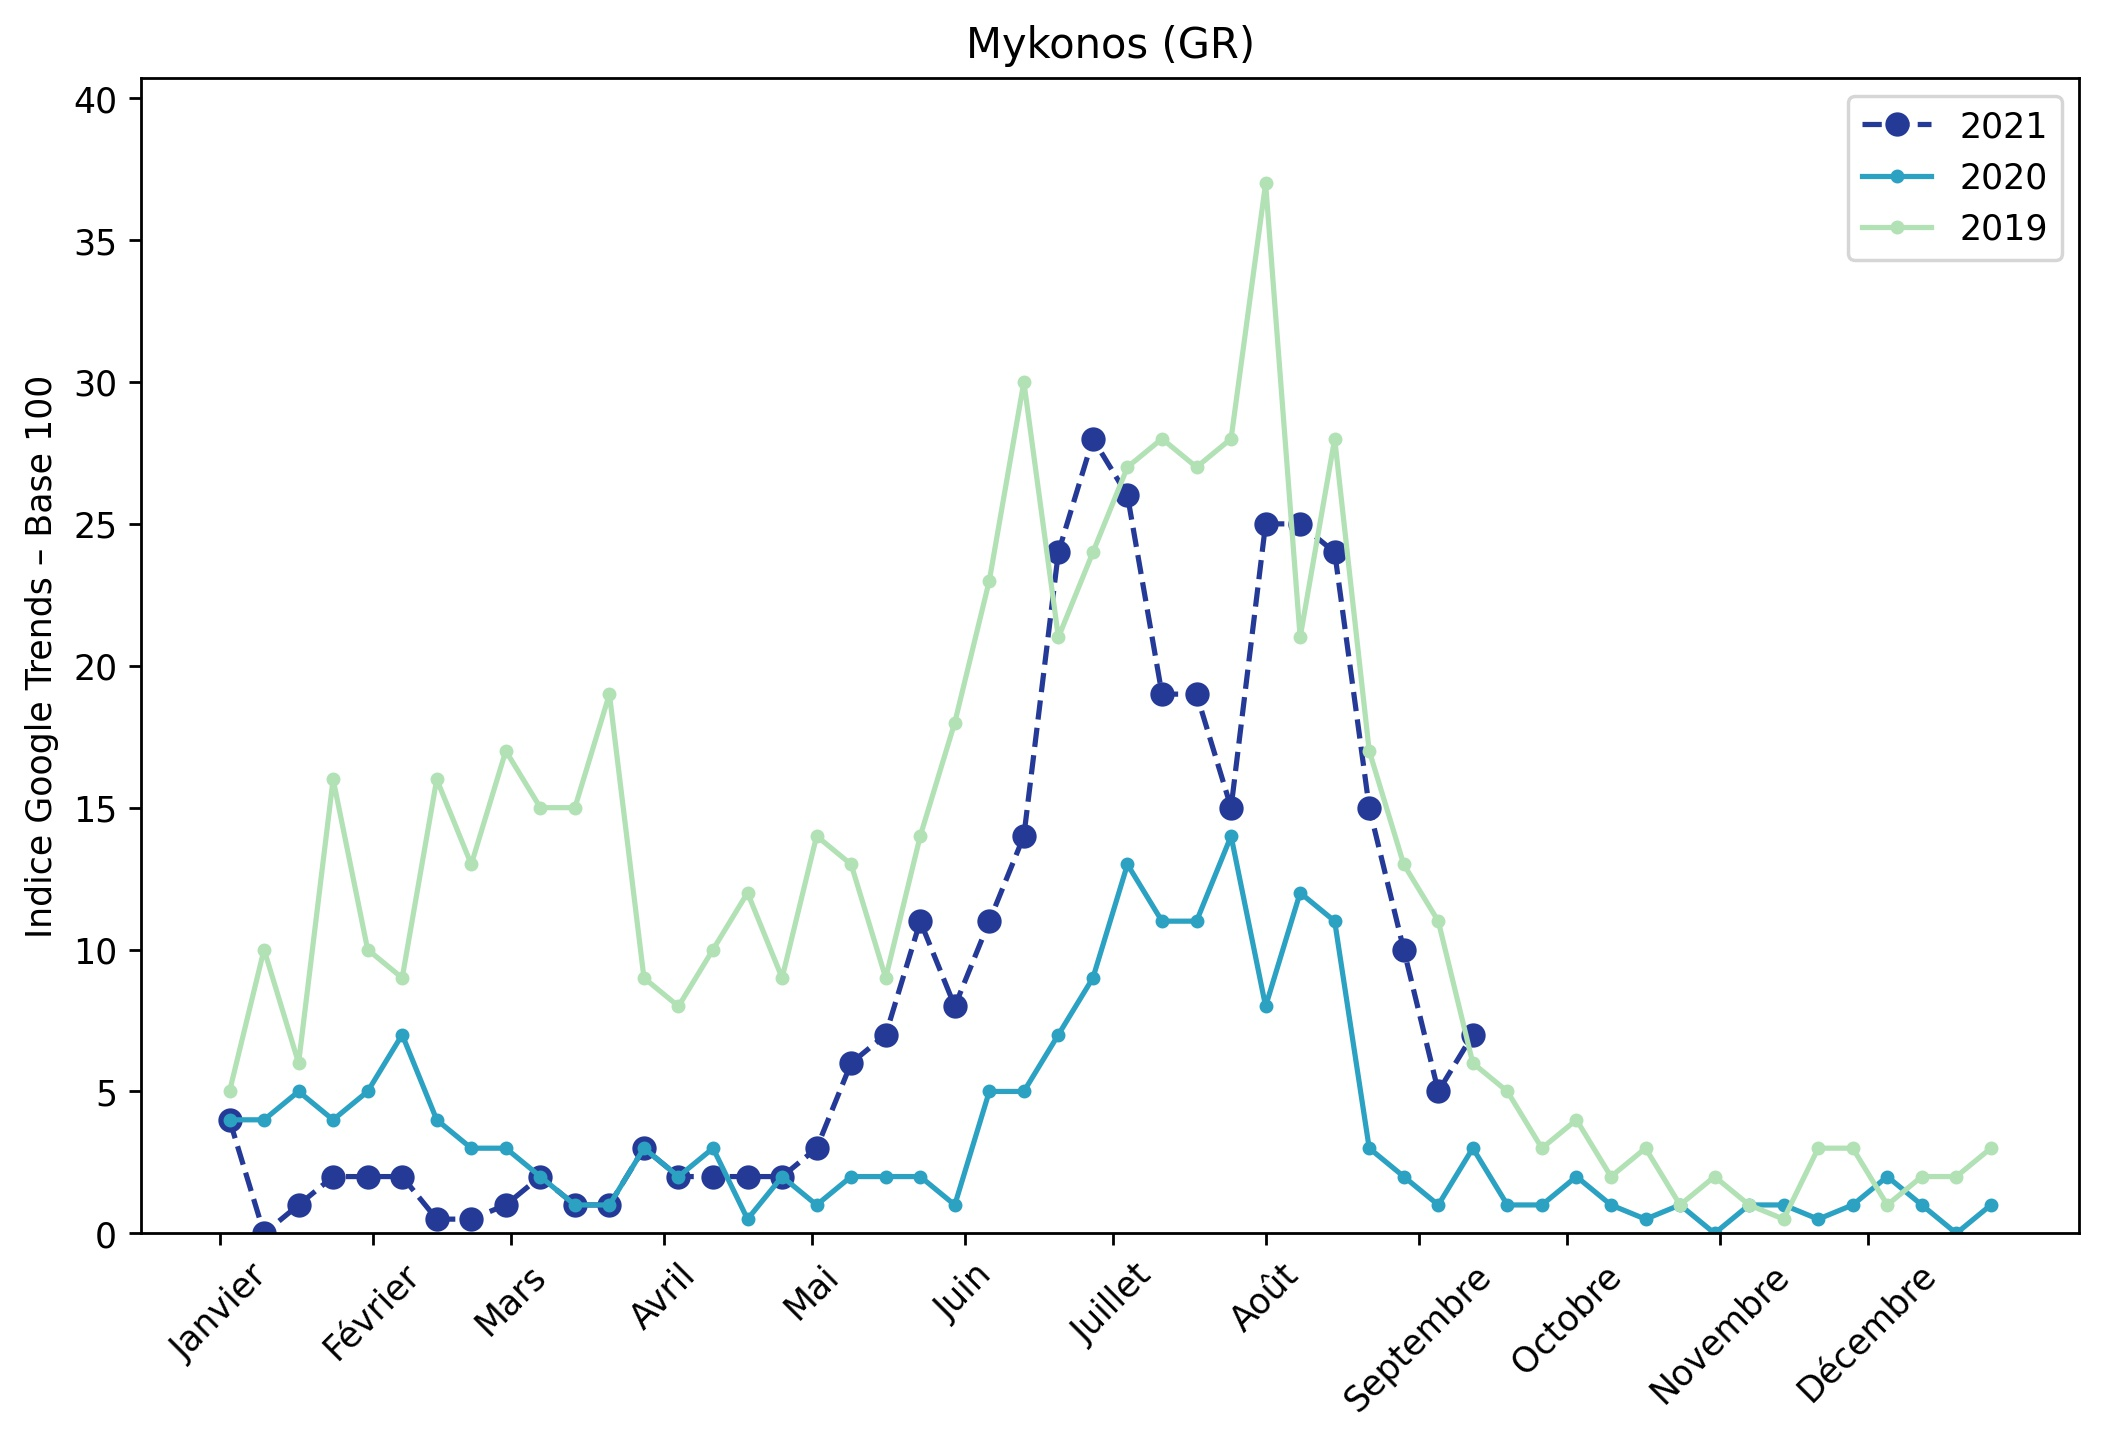 Mykonos (GR)
Indice Google Trends – Base 100
40
35
30
25
20
15
10
5
0
2021
2020
2019
Janvier
Février
Mars
Avril
Mai
Juin
Juillet
Août
Septembre
Octobre
Novembre
Décembre